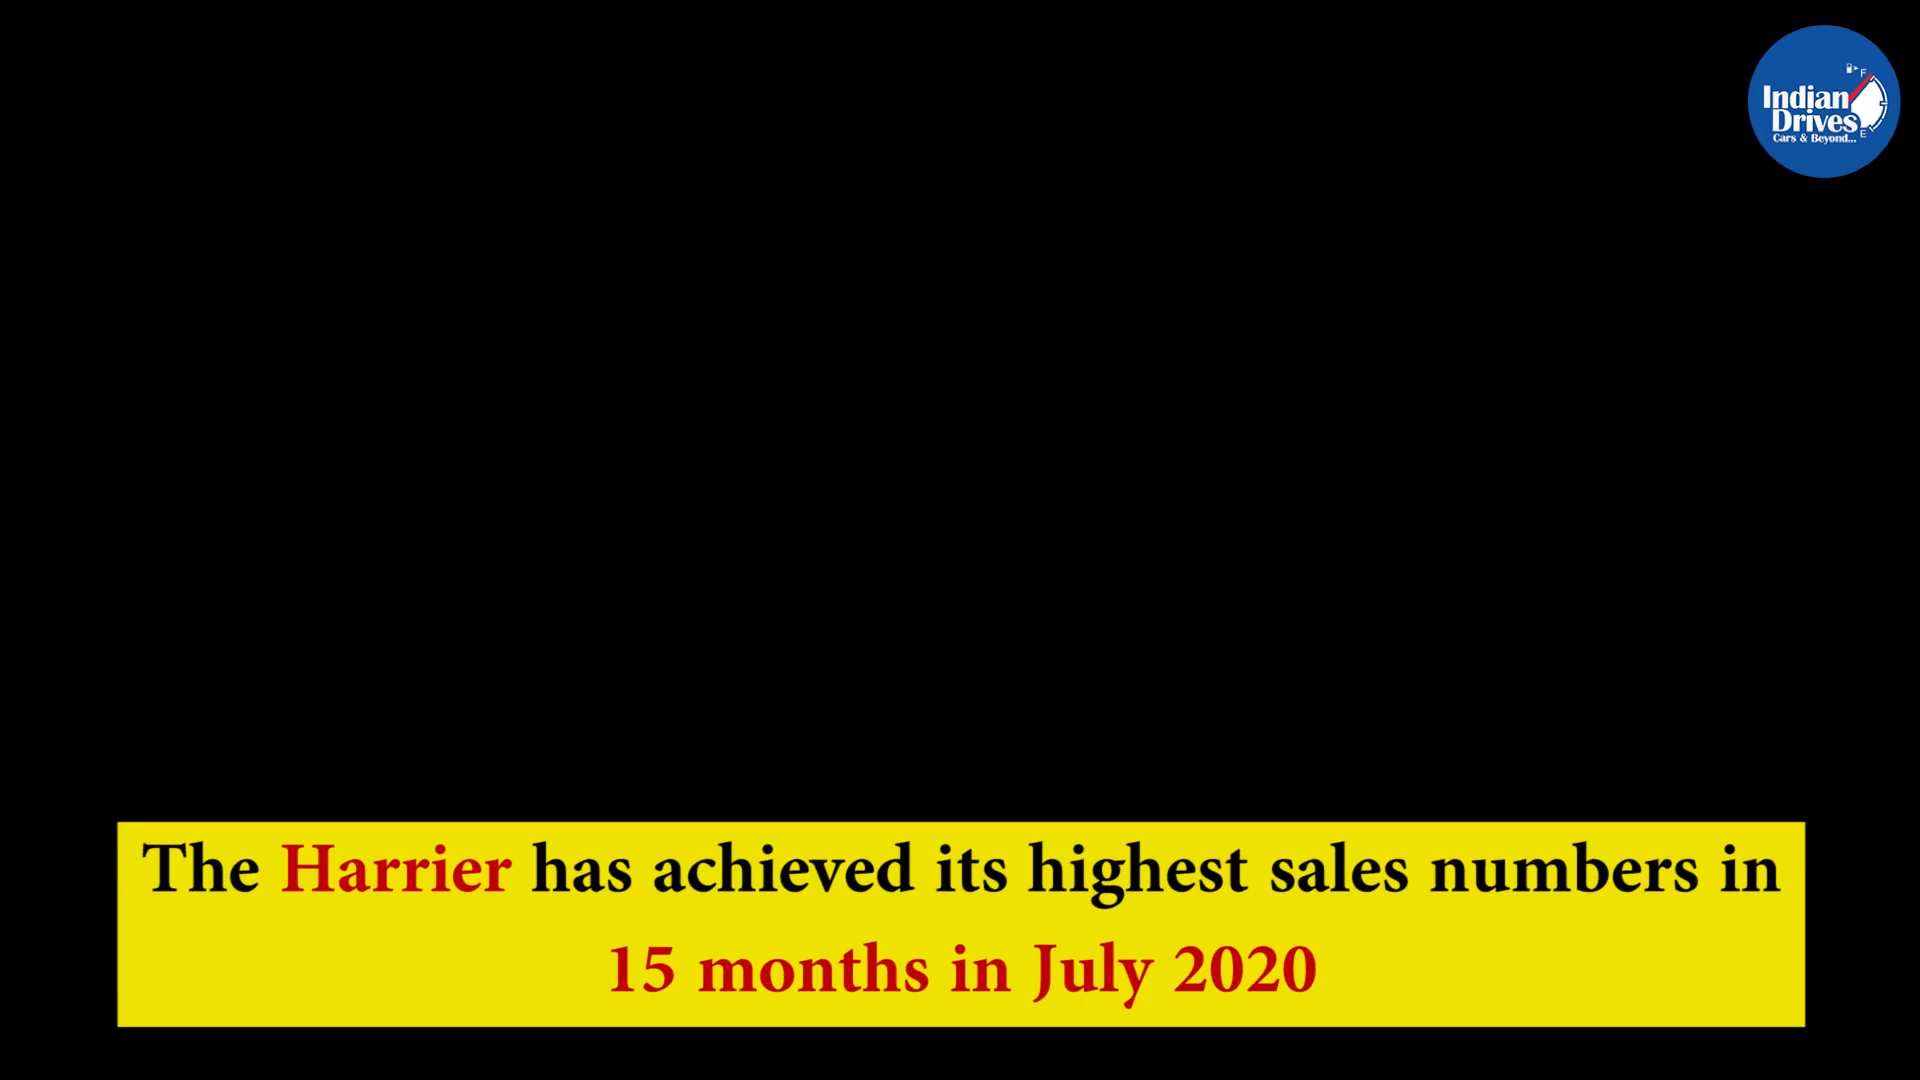 F
Indian
Drives
E
Cars & Beyond...
The Harrier has achieved its highest sales numbers in
15 months in July 2020